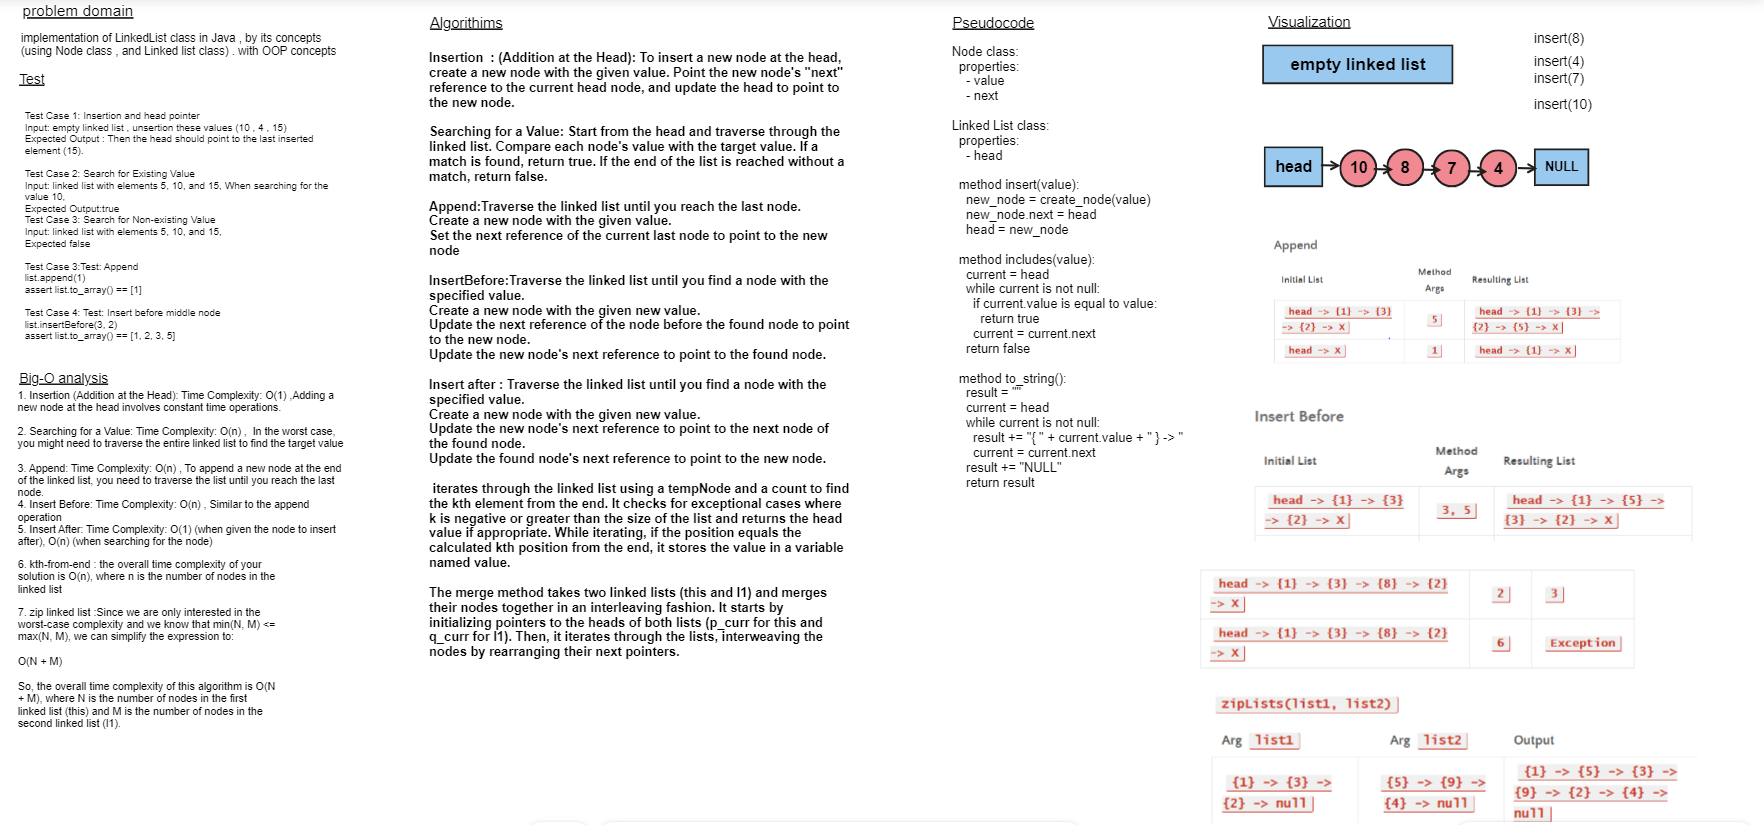 problem domain
implementation of LinkedList class in Java , by its concepts
(using Node class , and Linked list class) . with OOP concepts
Test
Test Case 1: Insertion and head pointer
Input: empty linked list , unsertion these values (10 , 4 , 15)
Expected Output : Then the head should point to the last inserted
element (15).
Test Case 2: Search for Existing Value
Input: linked list with elements 5, 10, and 15, When searching for the
value 10,
Expected Output:true
Test Case 3: Search for Non-existing Value
Input: linked list with elements 5, 10, and 15,
Expected false
Test Case 3:Test: Append
list.append(1)
assert list.to_array() == [1]
Test Case 4: Test: Insert before middle node
list.insertBefore(3, 2)
assert list.to_array() == [1, 2, 3, 5]
Big-O analysis
1. Insertion (Addition at the Head): Time Complexity: O(1) ,Adding a
new node at the head involves constant time operations.
2. Searching for a Value: Time Complexity: O(n) , In the worst case,
you might need to traverse the entire linked list to find the target value
3. Append: Time Complexity: O(n) , To append a new node at the end
of the linked list, you need to traverse the list until you reach the last
node.
4. Insert Before: Time Complexity: O(n) , Similar to the append
operation
5. Insert After: Time Complexity: O(1) (when given the node to insert
after), O(n) (when searching for the node)
6. kth-from-end : the overall time complexity of your
solution is O(n), where n is the number of nodes in the
linked list
7. zip linked list :Since we are only interested in the
worst-case complexity and we know that min(N, M) <=
max(N, M), we can simplify the expression to:
O(N + M)
So, the overall time complexity of this algorithm is O(N
+ M), where N is the number of nodes in the first
linked list (this) and M is the number of nodes in the
second linked list (l1).
Algorithims
Insertion : (Addition at the Head): To insert a new node at the head,
create a new node with the given value. Point the new node's "next"
reference to the current head node, and update the head to point to
the new node.
Searching for a Value: Start from the head and traverse through the
linked list. Compare each node's value with the target value. If a
match is found, return true. If the end of the list is reached without a
match, return false.
Append:Traverse the linked list until you reach the last node.
Create a new node with the given value.
Set the next reference of the current last node to point to the new
node
InsertBefore:Traverse the linked list until you find a node with the
specified value.
Create a new node with the given new value.
Update the next reference of the node before the found node to point
to the new node.
Update the new node's next reference to point to the found node.
Insert after : Traverse the linked list until you find a node with the
specified value.
Create a new node with the given new value.
Update the new node's next reference to point to the next node of
the found node.
Update the found node's next reference to point to the new node.
iterates through the linked list using a tempNode and a count to find
the kth element from the end. It checks for exceptional cases where
k is negative or greater than the size of the list and returns the head
value if appropriate. While iterating, if the position equals the
calculated kth position from the end, it stores the value in a variable
named value.
The merge method takes two linked lists (this and l1) and merges
their nodes together in an interleaving fashion. It starts by
initializing pointers to the heads of both lists (p_curr for this and
q_curr for l1). Then, it iterates through the lists, interweaving the
nodes by rearranging their next pointers.
Pseudocode
Node class:
properties:
- value
- next
Linked List class:
properties:
- head
method insert(value):
new_node = create_node(value)
new_node.next = head
head = new_node
method includes(value):
current = head
while current is not null:
if current.value is equal to value:
return true
current = current.next
return false
method to_string():
result = ""
current = head
while current is not null:
result += "{ " + current.value + " } -> "
current = current.next
result += "NULL"
return result
Visualization
empty linked list
insert(8)
insert(4)
insert(7)
insert(10)
head 10 8 7 4 NULL
Append
Initial List Method Args Resulting List
head -> {1} -> {3} -> {2} -> X 5 head -> {1} -> {3} -> {2} -> {5} -> X
head -> X 1 head -> {1} -> X
Insert Before
Initial List Method Args Resulting List
head -> {1} -> {3} -> {2} -> X 3, 5 head -> {1} -> {5} -> {3} -> {2} -> X
head -> {1} -> {3} -> {8} -> {2} -> X 2 3
head -> {1} -> {3} -> {8} -> {2} -> X 6 Exception
zipLists(list1, list2)
Arg list1 Arg list2 Output
{1} -> {3} -> {2} -> null {5} -> {9} -> {4} -> null {1} -> {5} -> {3} -> {9} -> {2} -> {4} -> null